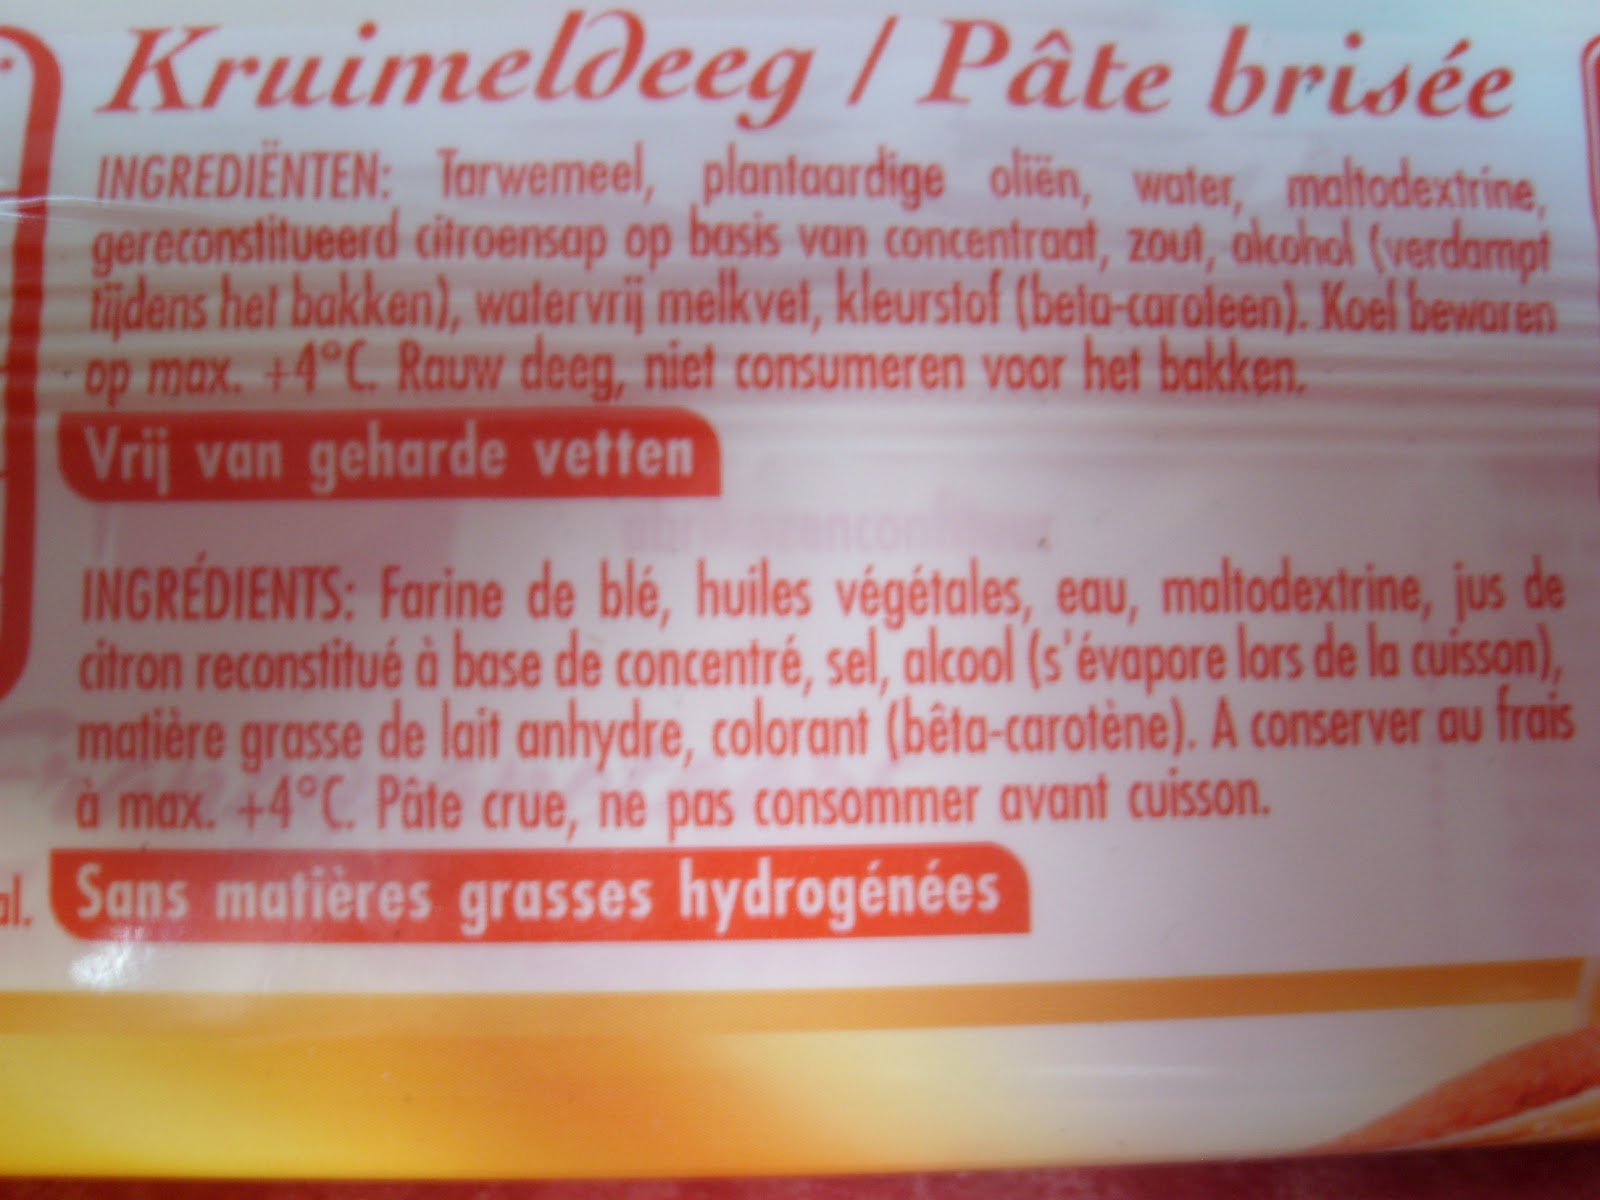 Kruimeldeeg / Pâte brisée
INGREDIËNTEN: Tarwemeel, plantaardige oliën, water, maltodextrine,
gereconstitueerd citroensap op basis van concentraat, zout, alcohol (verdampt
tijdens het bakken), watervrij melkvet, kleurstof (beta-caroteen). Koel bewaren
op max. +4°C. Rauw deeg, niet consumeren voor het bakken.
Vrij van geharde vetten
abrikozenconfituur
INGRÉDIENTS: Farine de blé, huiles végétales, eau, maltodextrine, jus de
citron reconstitué à base de concentré, sel, alcool (s'évapore lors de la cuisson),
matière grasse de lait anhydre, colorant (bêta-carotène). A conserver au frais
à max. +4°C. Pâte crue, ne pas consommer avant cuisson.
al.
Sans matières grasses hydrogénées